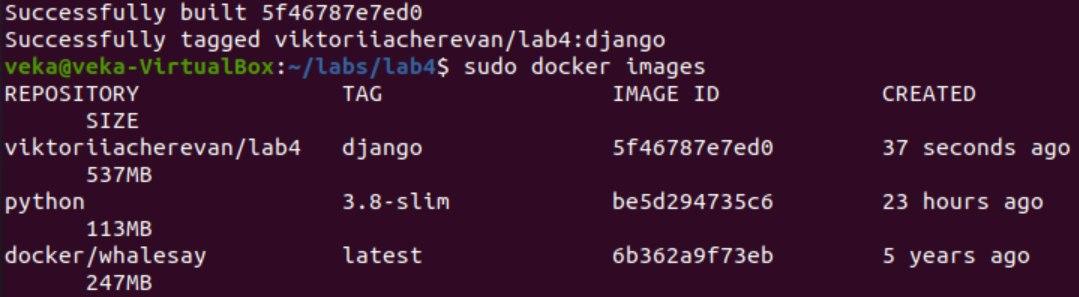 Successfully built 5f46787e7ed0
Successfully tagged viktoriiacherevan/lab4:django
veka@veka-VirtualBox:~/labs/lab4$ sudo docker images
REPOSITORY TAG IMAGE ID CREATED
SIZE
viktoriiacherevan/lab4 django 5f46787e7ed0 37 seconds ago
537MB
python 3.8-slim be5d294735c6 23 hours ago
113MB
docker/whalesay latest 6b362a9f73eb 5 years ago
247MB